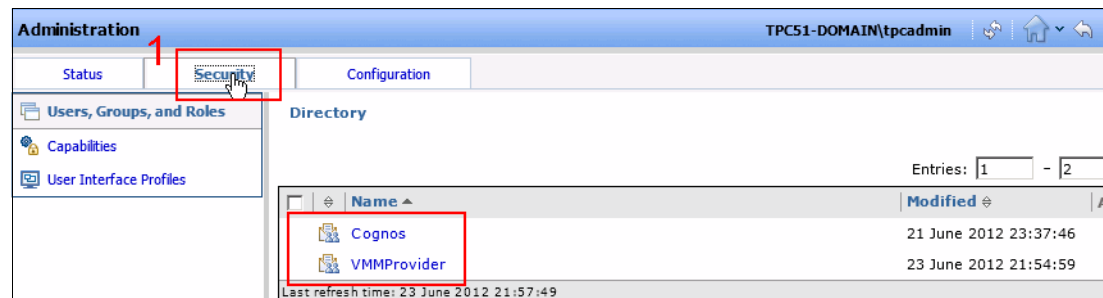 Administration
TPC51-DOMAIN\tpcadmin
1
Status
Security
Configuration
Users, Groups, and Roles
Directory
Capabilities
Entries: 1 - 2
User Interface Profiles
Name
Modified
Cognos
21 June 2012 23:37:46
VMMProvider
23 June 2012 21:54:59
Last refresh time: 23 June 2012 21:57:49